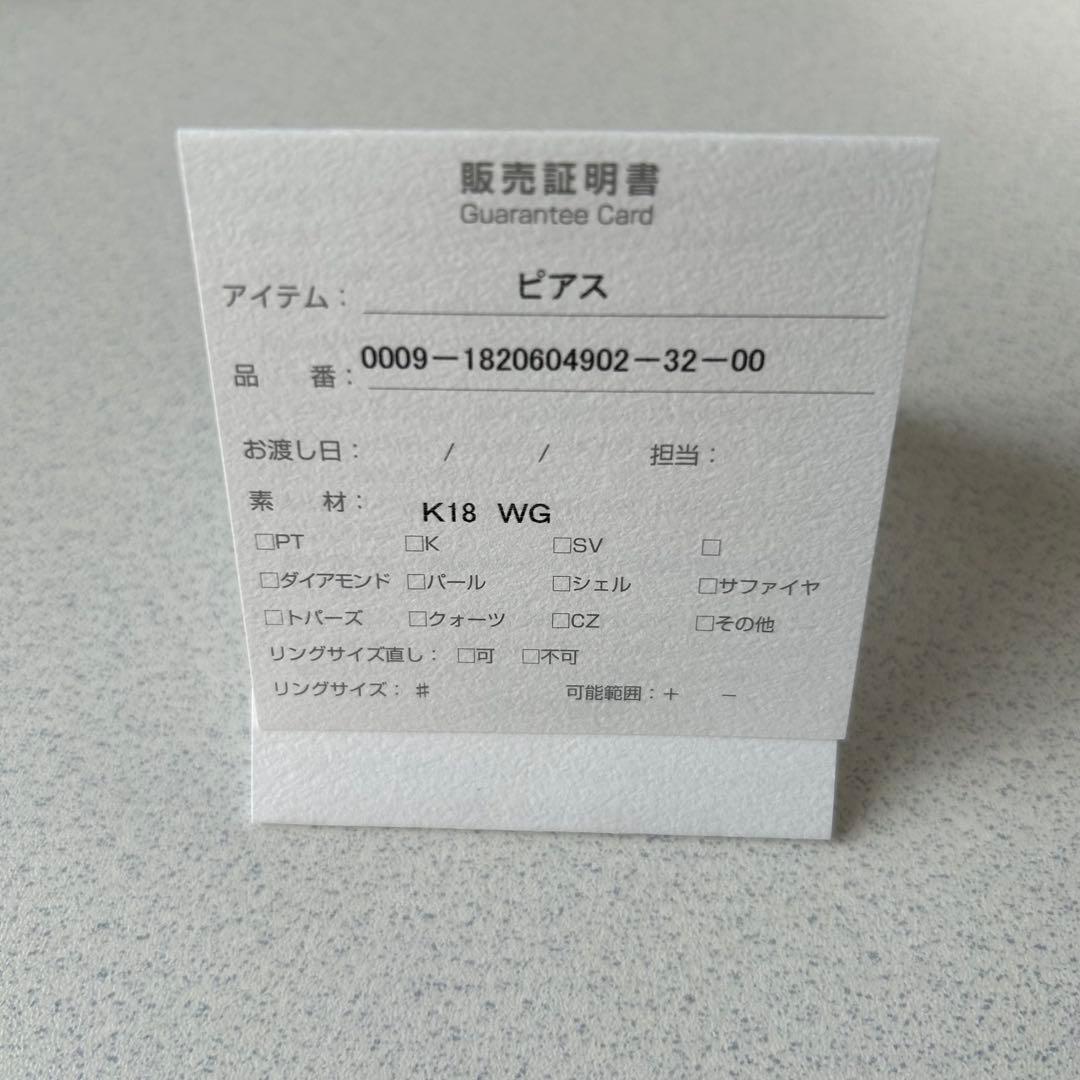 販売証明書
Guarantee Card
アイテム： ピアス
品　番： 0009－1820604902－32－00
お渡し日： / / 担当：
素　材： K18 WG
□PT □K □SV □
□ダイアモンド □パール □シェル □サファイヤ
□トパーズ □クォーツ □CZ □その他
リングサイズ直し： □可 □不可
リングサイズ：＃ 可能範囲：＋ －